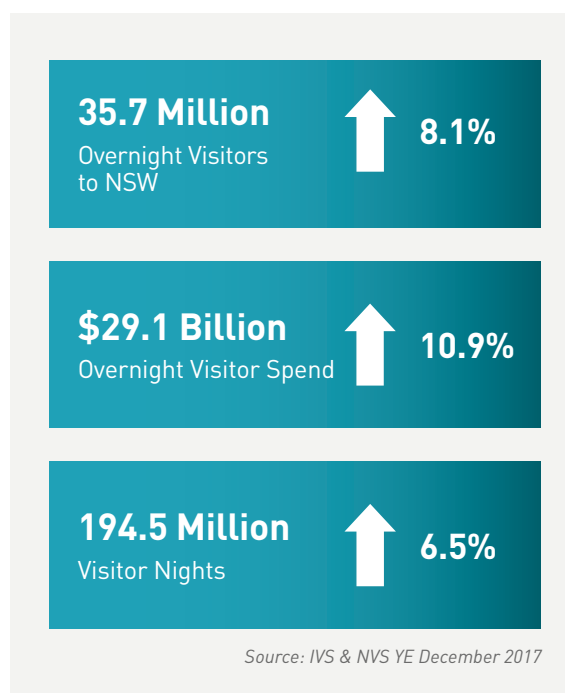 35.7 Million
8.1%
Overnight Visitors
to NSW
$29.1 Billion
10.9%
Overnight Visitor Spend
194.5 Million
6.5%
Visitor Nights
Source: IVS & NVS YE December 2017